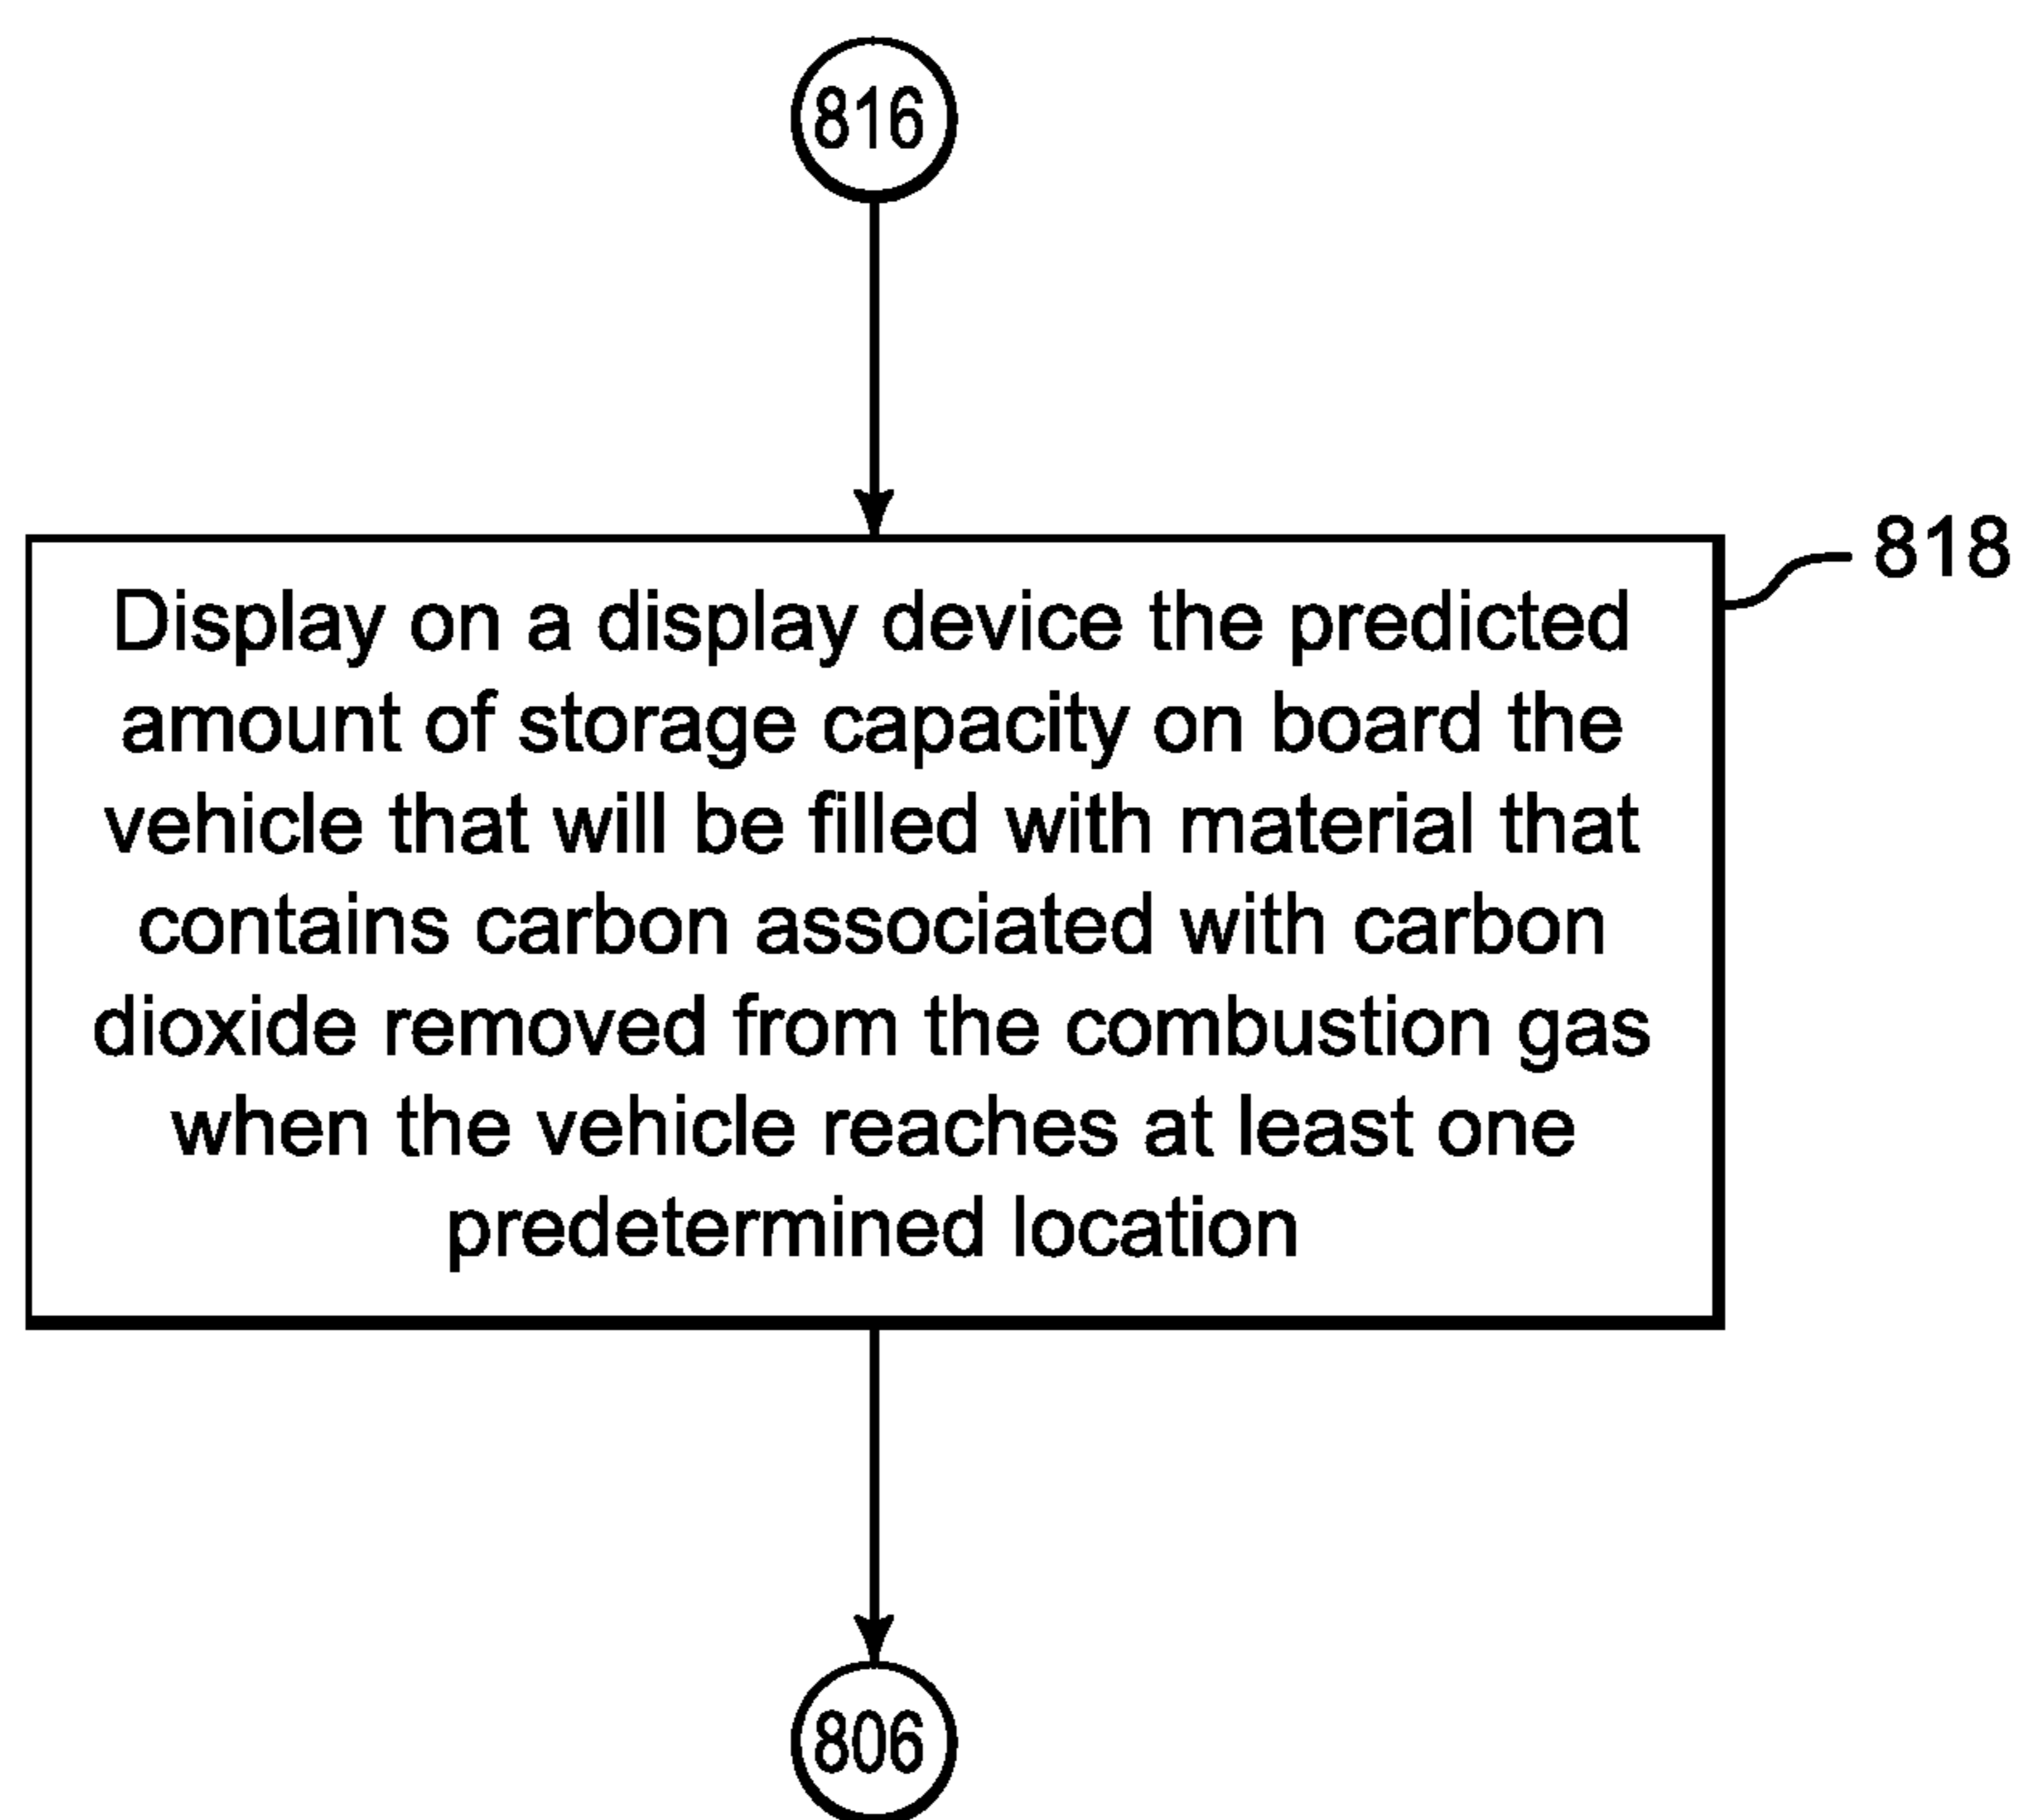 816
818
Display on a display device the predicted
amount of storage capacity on board the
vehicle that will be filled with material that
contains carbon associated with carbon
dioxide removed from the combustion gas
when the vehicle reaches at least one
predetermined location
806